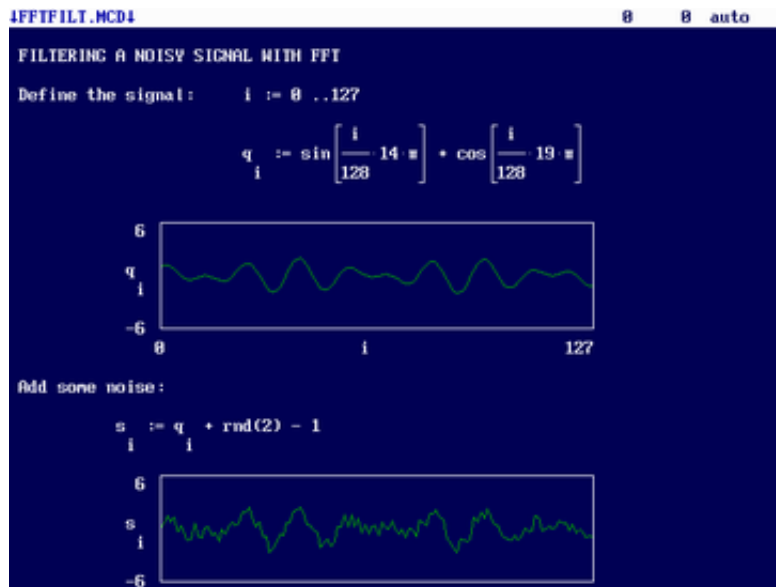 ↓FFTFILT.MCD↓ 0 0 auto
FILTERING A NOISY SIGNAL WITH FFT
Define the signal: i := 0 ..127
q i := sin[i/128 · 14 · π] + cos[i/128 · 19 · π]
6
q i
-6
0 i 127
Add some noise:
s i := q i + rnd(2) - 1
6
s i
-6